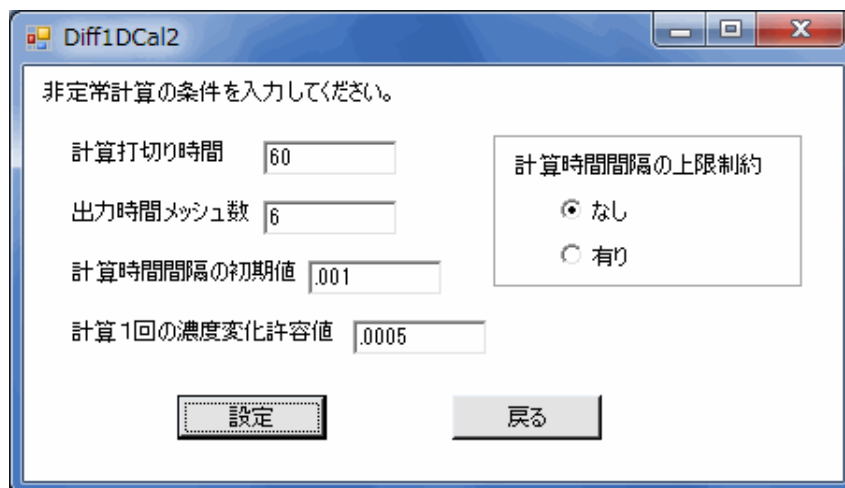 Diff1DCal2
非定常計算の条件を入力してください。
計算打切り時間 60
出力時間メッシュ数 6
計算時間間隔の初期値 .001
計算1回の濃度変化許容値 .0005
計算時間間隔の上限制約
なし
有り
設定 戻る